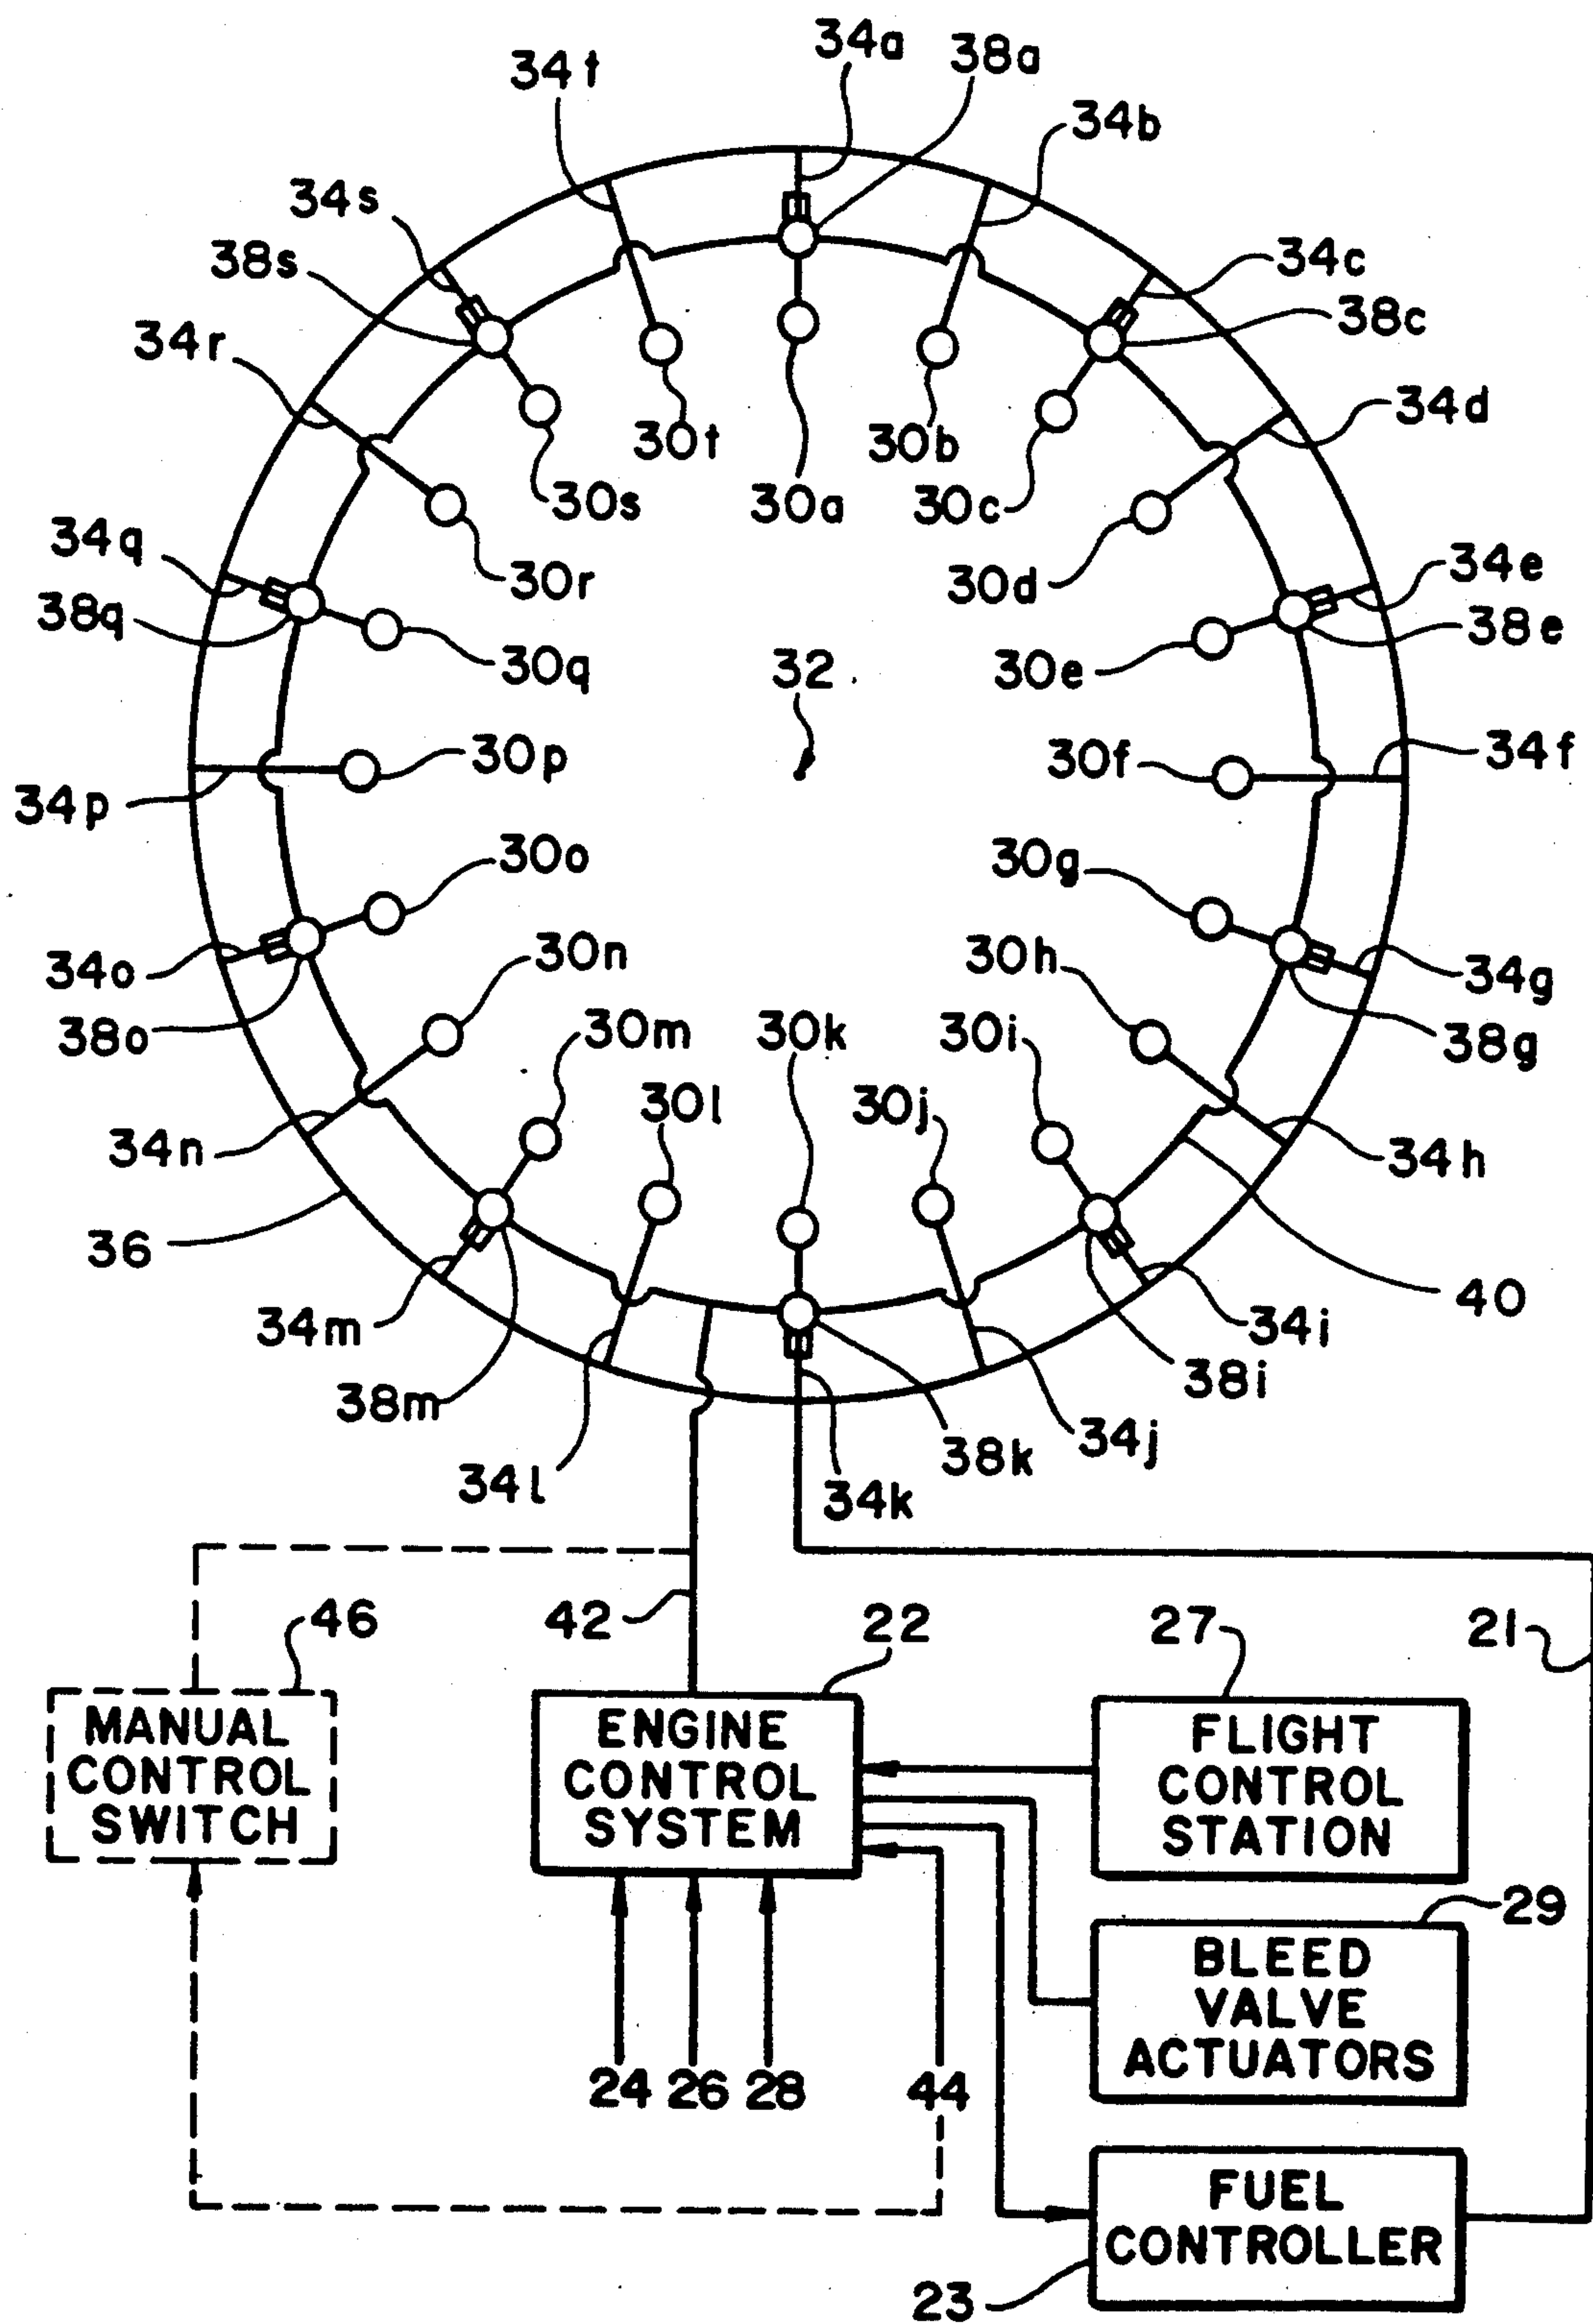 34a
38a
34t
34b
34s
34c
38s
38c
34r
34d
30t
30b
30s
30a
30c
34q
34e
30r
30d
38q
38e
30q
32
30e
30p
30f
34f
34p
30o
30g
34o
30n
30h
34g
38o
30m
30k
30i
38g
30l
30j
34n
34h
36
40
34m
34i
38i
38m
34j
38k
34l
34k
46
42
22
27
21
MANUAL
CONTROL
SWITCH
ENGINE
CONTROL
SYSTEM
FLIGHT
CONTROL
STATION
29
BLEED
VALVE
ACTUATORS
24 26 28 44
FUEL
CONTROLLER
23